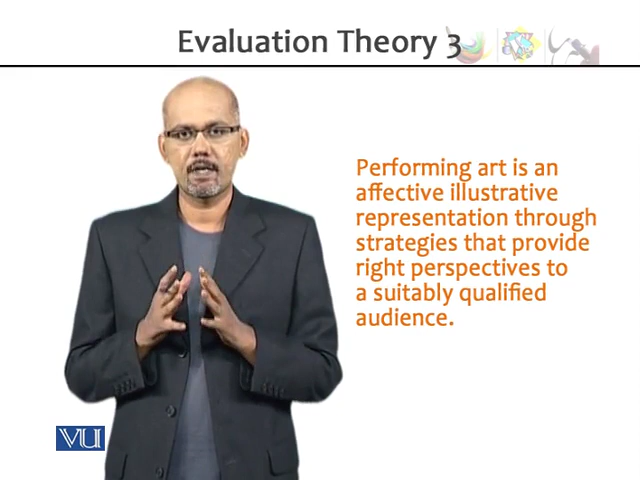 Evaluation Theory 3
Performing art is an
affective illustrative
representation through
strategies that provide
right perspectives to
a suitably qualified
audience.
VU